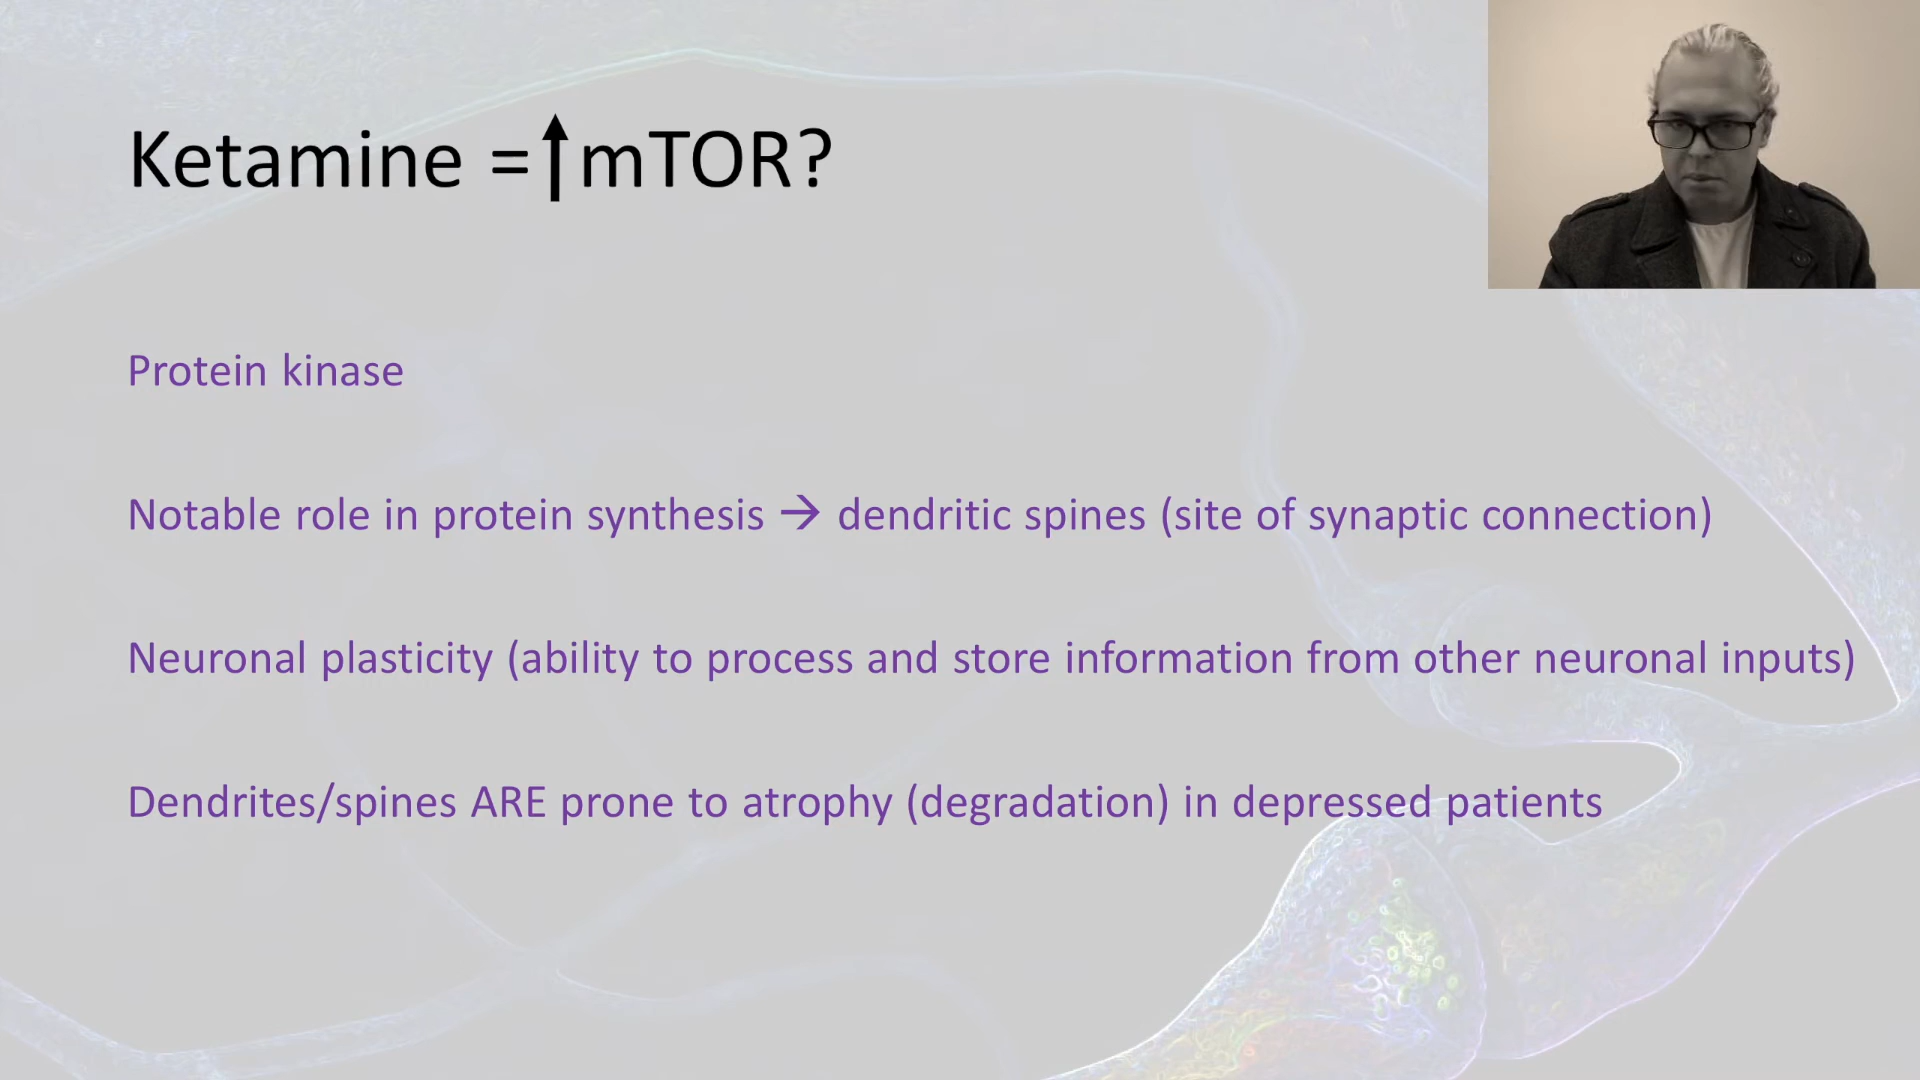 Ketamine =↑mTOR?
Protein kinase
Notable role in protein synthesis → dendritic spines (site of synaptic connection)
Neuronal plasticity (ability to process and store information from other neuronal inputs)
Dendrites/spines ARE prone to atrophy (degradation) in depressed patients